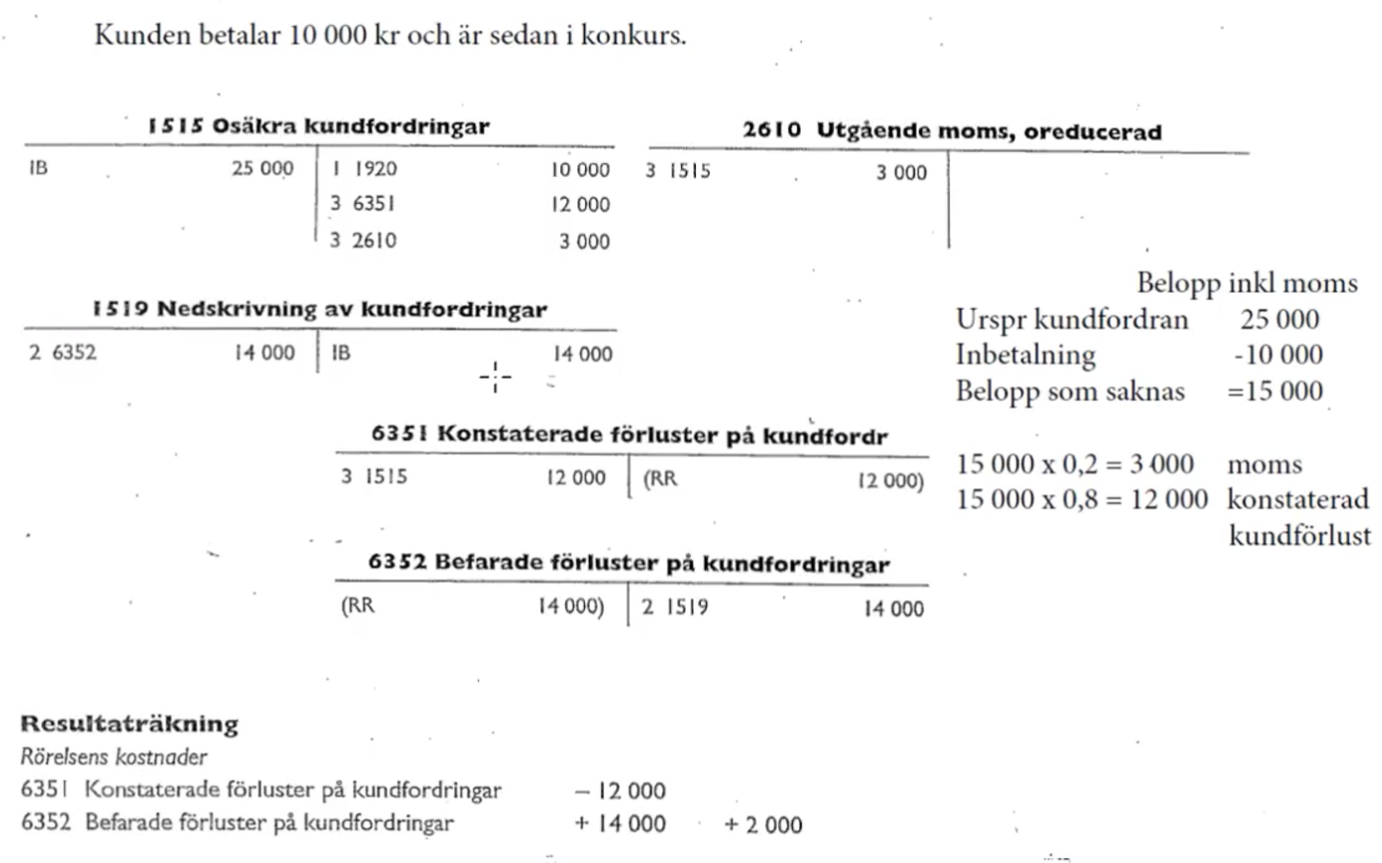 Kunden betalar 10 000 kr och är sedan i konkurs.
1515 Osäkra kundfordringar
IB 25 000 1 1920 10 000
3 6351 12 000
3 2610 3 000
2610 Utgående moms, oreducerad
3 1515 3 000
1519 Nedskrivning av kundfordringar
2 6352 14 000 IB 14 000
Belopp inkl moms
Urspr kundfordran 25 000
Inbetalning -10 000
Belopp som saknas =15 000
6351 Konstaterade förluster på kundfordr
3 1515 12 000 (RR 12 000)
15 000 x 0,2 = 3 000 moms
15 000 x 0,8 = 12 000 konstaterad
kundförlust
6352 Befarade förluster på kundfordringar
(RR 14 000) 2 1519 14 000
Resultaträkning
Rörelsens kostnader
6351 Konstaterade förluster på kundfordringar – 12 000
6352 Befarade förluster på kundfordringar + 14 000 + 2 000